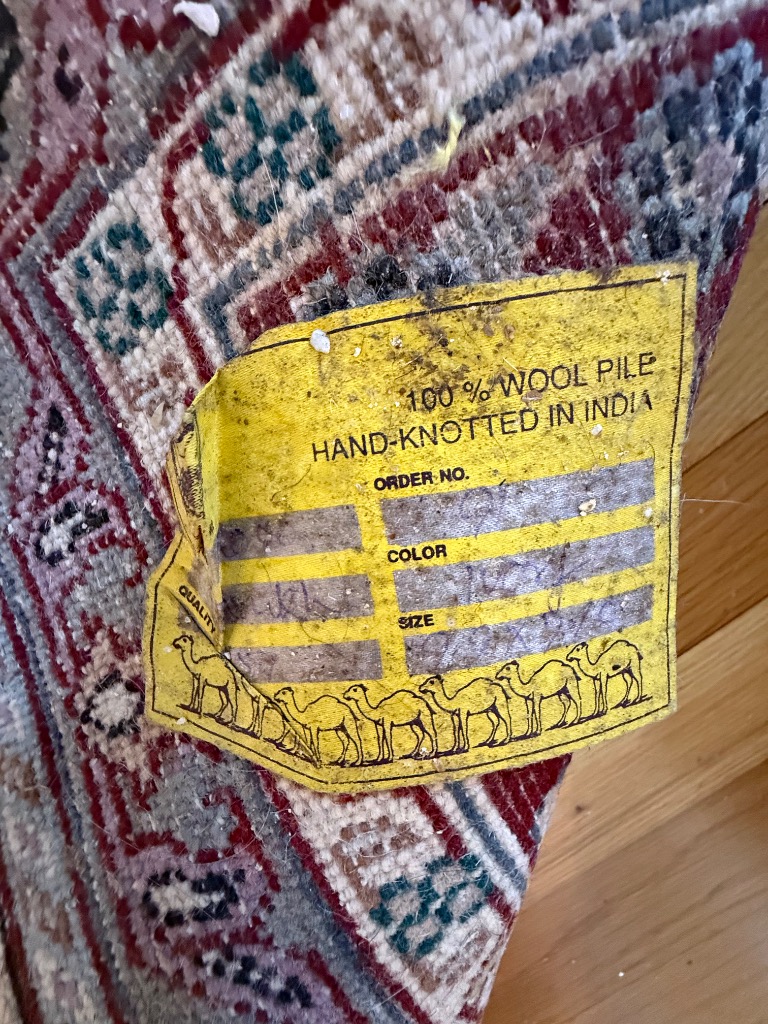 100 % WOOL PILE
HAND-KNOTTED IN INDIA
ORDER NO.
COLOR
QUALITY
SIZE